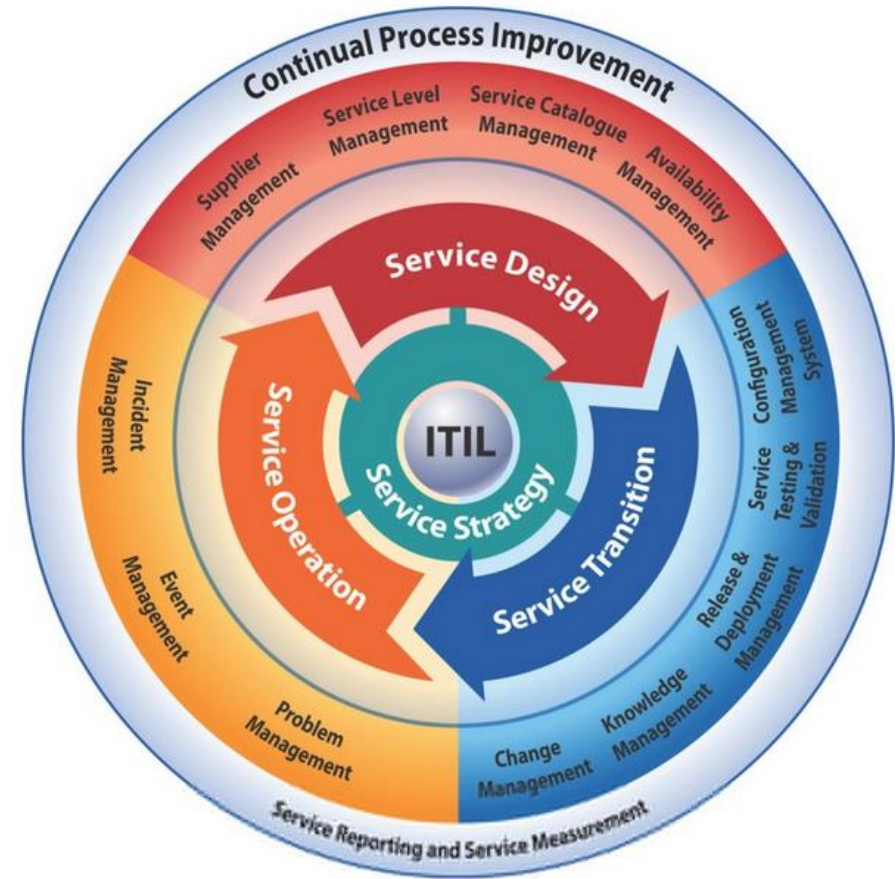 Continual Process Improvement
Supplier
Management
Service Level
Management
Service Catalogue
Management
Availability
Management
Configuration
Management
System
Service
Testing &
Validation
Release &
Deployment
Management
Knowledge
Management
Change
Management
Problem
Management
Event
Management
Incident
Management
Service Design
Service Transition
Service Operation
Service Strategy
ITIL
Service Reporting and Service Measurement